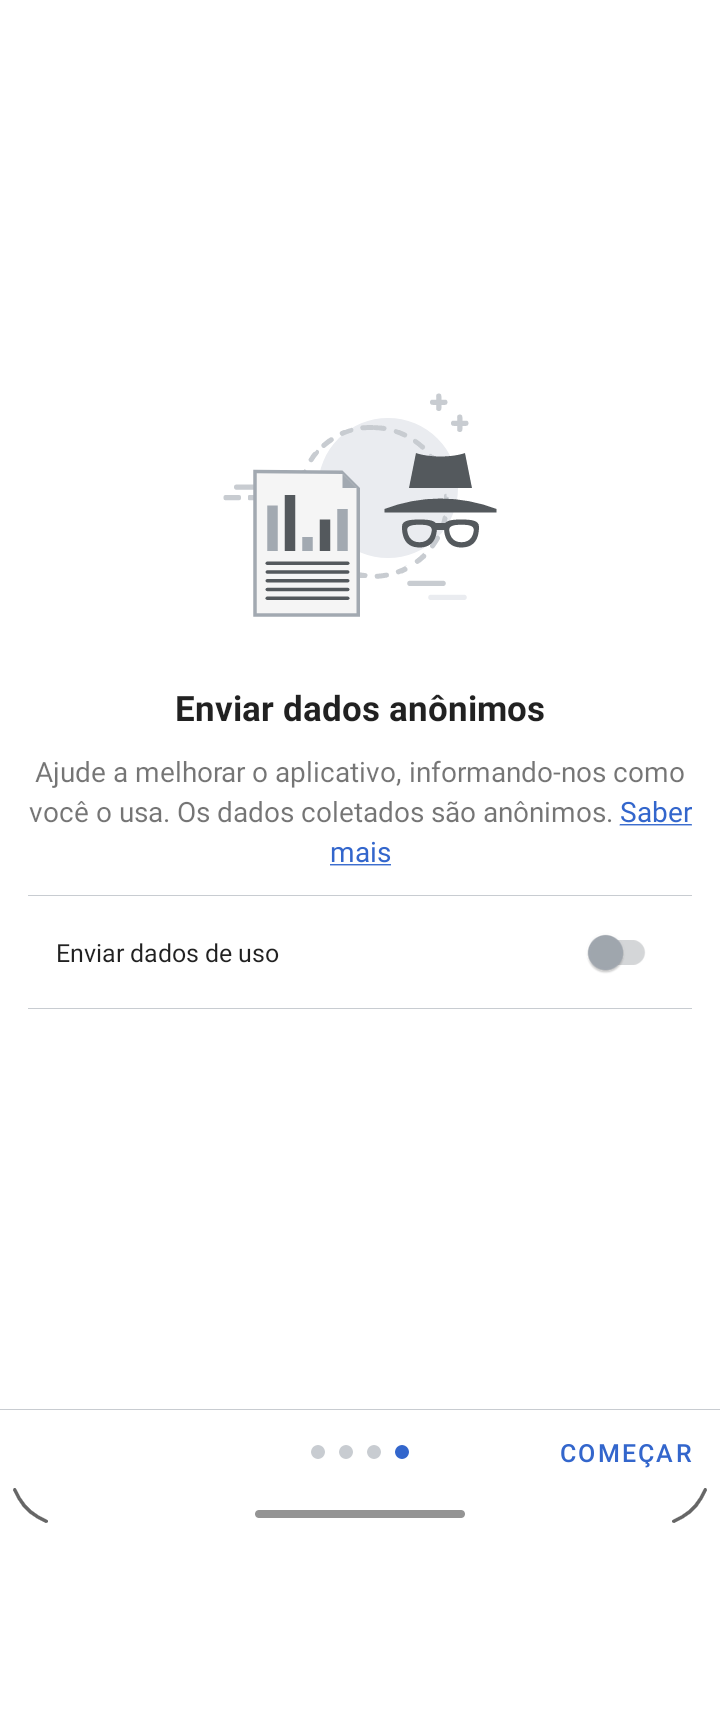 Enviar dados anônimos
Ajude a melhorar o aplicativo, informando-nos como
você o usa. Os dados coletados são anônimos. Saber
mais
Enviar dados de uso
COMEÇAR